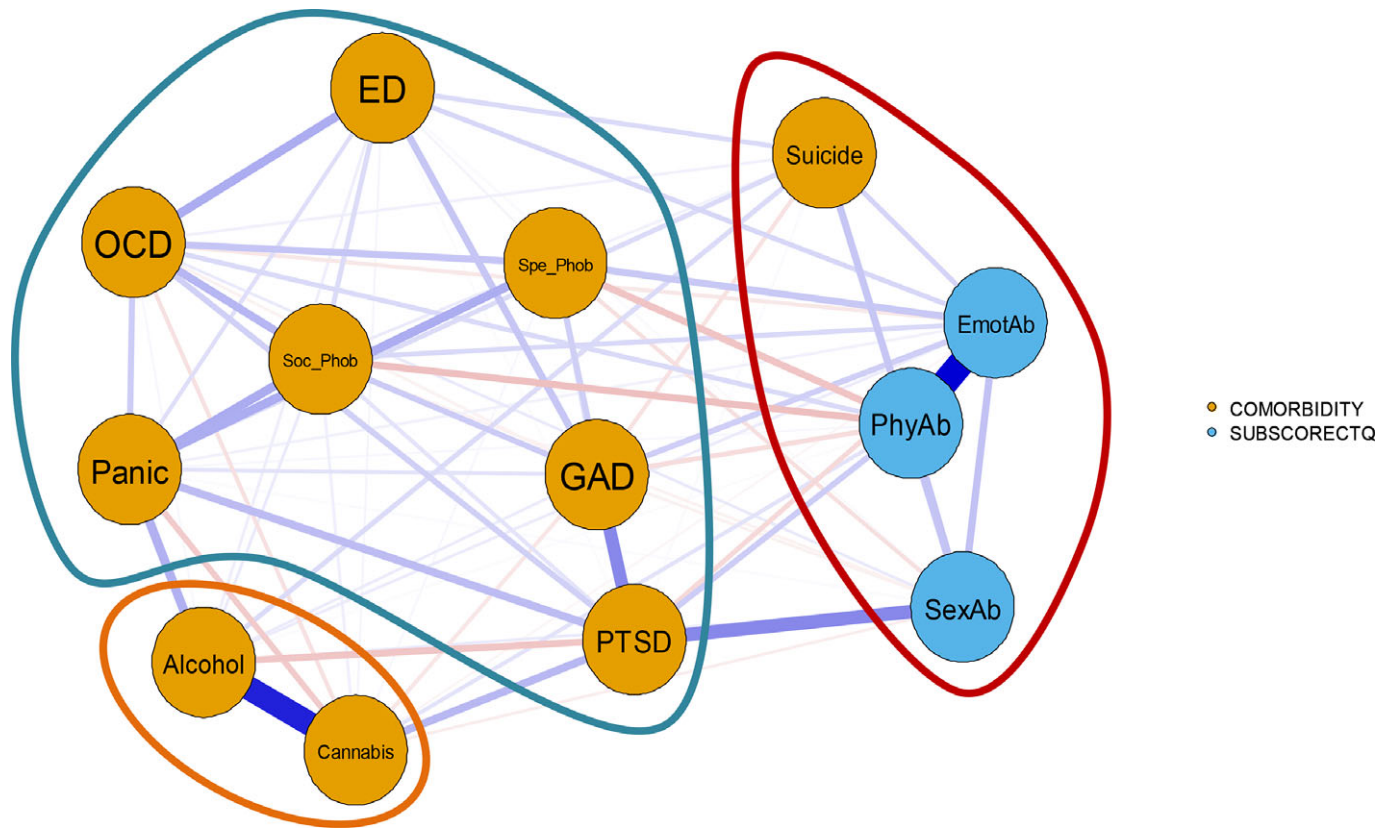 ED
Suicide
OCD
Spe_Phob
EmotAb
Soc_Phob
PhyAb
COMORBIDITY
SUBSCORECTQ
Panic
GAD
SexAb
PTSD
Alcohol
Cannabis